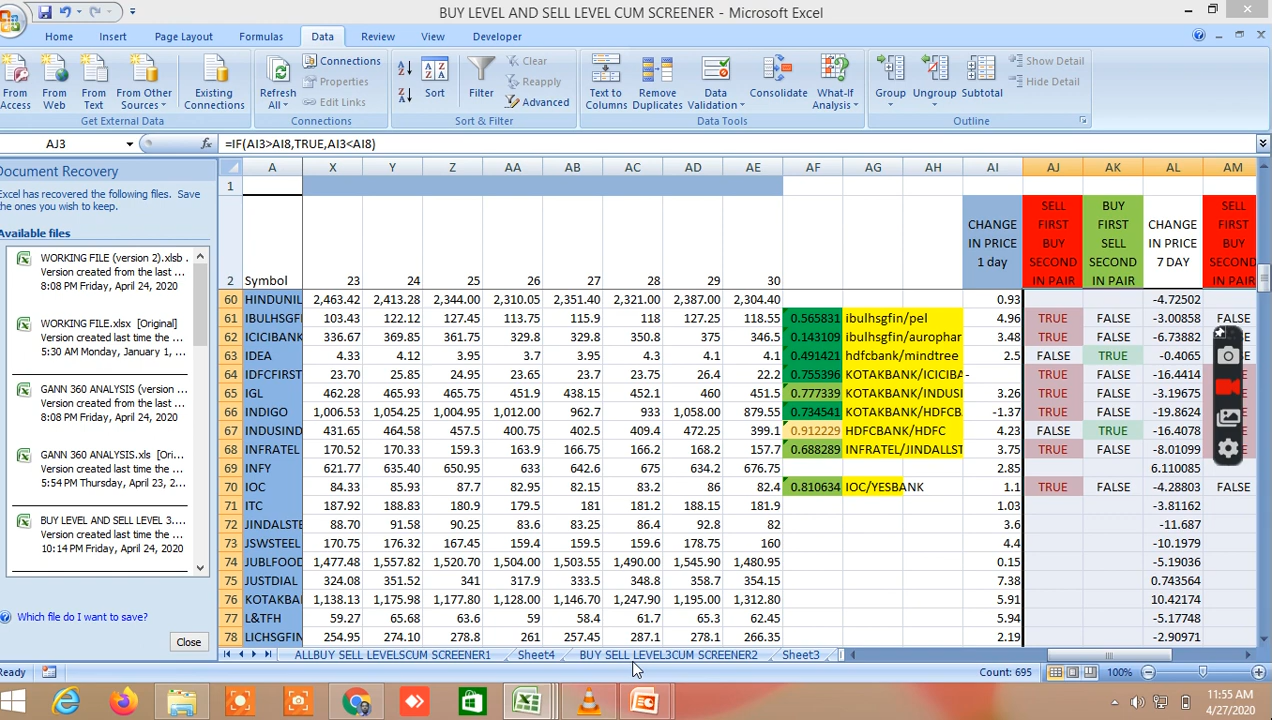 BUY LEVEL AND SELL LEVEL CUM SCREENER - Microsoft Excel
Home Insert Page Layout Formulas Data Review View Developer
From Access
From Web
From Text
From Other Sources
Existing Connections
Refresh All
Connections
Properties
Edit Links
Sort
Filter
Clear
Reapply
Advanced
Text to Columns
Remove Duplicates
Data Validation
Consolidate
What-If Analysis
Group
Ungroup
Subtotal
Show Detail
Hide Detail
Get External Data Connections Sort & Filter Data Tools Outline
AJ3 fx =IF(AI3>AI8,TRUE,AI3<AI8)
Document Recovery
Excel has recovered the following files. Save
the ones you wish to keep.
Available files
WORKING FILE (version 2).xlsb .
Version created from the last ...
8:08 PM Friday, April 24, 2020
WORKING FILE.xlsx [Original]
Version created last time the ...
5:30 AM Monday, January 1, ...
GANN 360 ANALYSIS (version ...
Version created from the last ...
8:08 PM Friday, April 24, 2020
GANN 360 ANALYSIS.xls [Ori...
Version created last time the ...
5:54 PM Thursday, April 23, 2...
BUY LEVEL AND SELL LEVEL 3....
Version created last time the ...
10:14 PM Friday, April 24, 2020
Which file do I want to save?
Close
A X Y Z AA AB AC AD AE AF AG AH AI AJ AK AL AM
1
2 Symbol 23 24 25 26 27 28 29 30
CHANGE IN PRICE 1 day
SELL FIRST BUY SECOND IN PAIR
BUY FIRST SELL SECOND IN PAIR
CHANGE IN PRICE 7 DAY
SELL FIRST BUY SECOND IN PAIR
60 HINDUNIL 2,463.42 2,413.28 2,344.00 2,310.05 2,351.40 2,321.00 2,387.00 2,304.40 0.93 -4.72502
61 IBULHSGFI 103.43 122.12 127.45 113.75 115.9 118 127.25 118.55 0.565831 ibulhsgfin/pel 4.96 TRUE FALSE -3.00858 FALSE
62 ICICIBANK 336.67 369.85 361.75 329.8 329.8 350.8 375 346.5 0.143109 ibulhsgfin/aurophar 3.48 TRUE FALSE -6.73882
63 IDEA 4.33 4.12 3.95 3.7 3.95 4.3 4.1 4.1 0.491421 hdfcbank/mindtree 2.5 FALSE TRUE -0.4065
64 IDFCFIRST 23.70 25.85 24.95 21.65 23.7 23.75 26.4 22.2 0.755396 KOTAKBANK/ICICIBA - TRUE FALSE -16.4414
65 IGL 462.28 465.93 465.75 451.9 438.15 452.1 460 451.5 0.777339 KOTAKBANK/INDUSI 3.26 TRUE FALSE -3.19675
66 INDIGO 1,006.53 1,054.25 1,004.95 1,012.00 962.7 933 1,058.00 879.55 0.734541 KOTAKBANK/HDFCB. -1.37 TRUE FALSE -19.8624
67 INDUSIND 431.65 464.58 457.5 400.75 402.5 409.4 472.25 399.1 0.912229 HDFCBANK/HDFC 4.23 FALSE TRUE -16.4078
68 INFRATEL 170.52 170.33 159.3 163.9 166.75 166.2 168.2 157.7 0.688289 INFRATEL/JINDALLST 3.75 TRUE FALSE -8.01099
69 INFY 621.77 635.40 650.95 633 642.6 675 634.2 676.75 2.85 6.110085
70 IOC 84.33 85.93 87.7 82.95 82.15 83.2 86 82.4 0.810634 IOC/YESBANK 1.1 TRUE FALSE -4.28803 FALSE
71 ITC 187.92 188.83 180.9 179.5 181 181.2 188.15 181.9 1.03 -3.81162
72 JINDALSTE 88.70 91.58 90.25 83.6 83.25 86.4 92.8 82 3.6 -11.687
73 JSWSTEEL 170.75 176.32 167.45 159.4 159.5 159.6 178.75 160 4.4 -10.1979
74 JUBLFOOD 1,477.48 1,557.82 1,520.70 1,504.00 1,503.55 1,490.00 1,545.90 1,480.95 0.15 -5.19036
75 JUSTDIAL 324.08 351.52 341 317.9 333.5 348.8 358.7 354.15 7.38 0.743564
76 KOTAKBAN 1,138.13 1,175.98 1,177.80 1,128.00 1,146.70 1,247.90 1,195.00 1,312.80 5.91 10.42174
77 L&TFH 59.27 65.68 63.6 59 58.4 61.7 65.3 62.45 5.94 -5.17748
78 LICHSGFIN 254.95 274.10 278.8 261 257.45 287.1 278.1 266.35 2.19 -2.90971
ALLBUY SELL LEVELSCUM SCREENER1 Sheet4 BUY SELL LEVEL3CUM SCREENER2 Sheet3
Ready Count: 695 100%
11:55 AM
4/27/2020